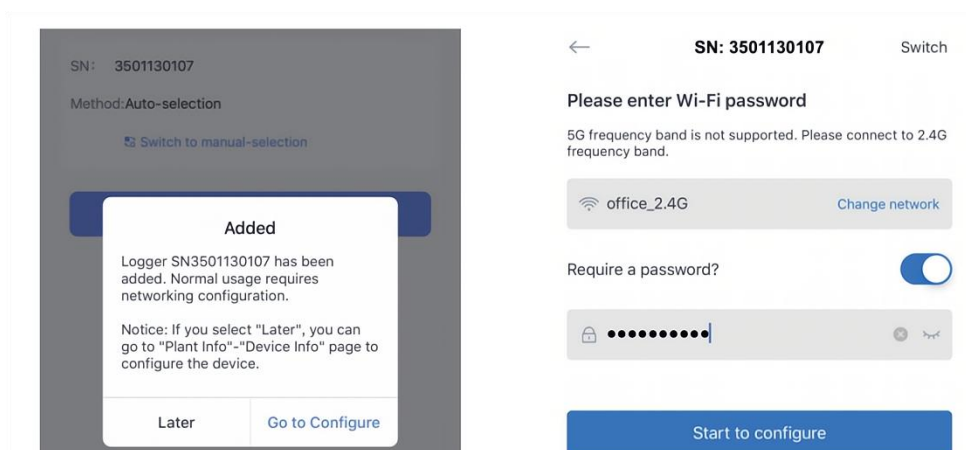 SN: 3501130107
Method:Auto-selection
Switch to manual-selection
Added
Logger SN3501130107 has been
added. Normal usage requires
networking configuration.
Notice: If you select "Later", you can
go to "Plant Info"-"Device Info" page to
configure the device.
Later Go to Configure
SN: 3501130107 Switch
Please enter Wi-Fi password
5G frequency band is not supported. Please connect to 2.4G
frequency band.
office_2.4G Change network
Require a password?
Start to configure